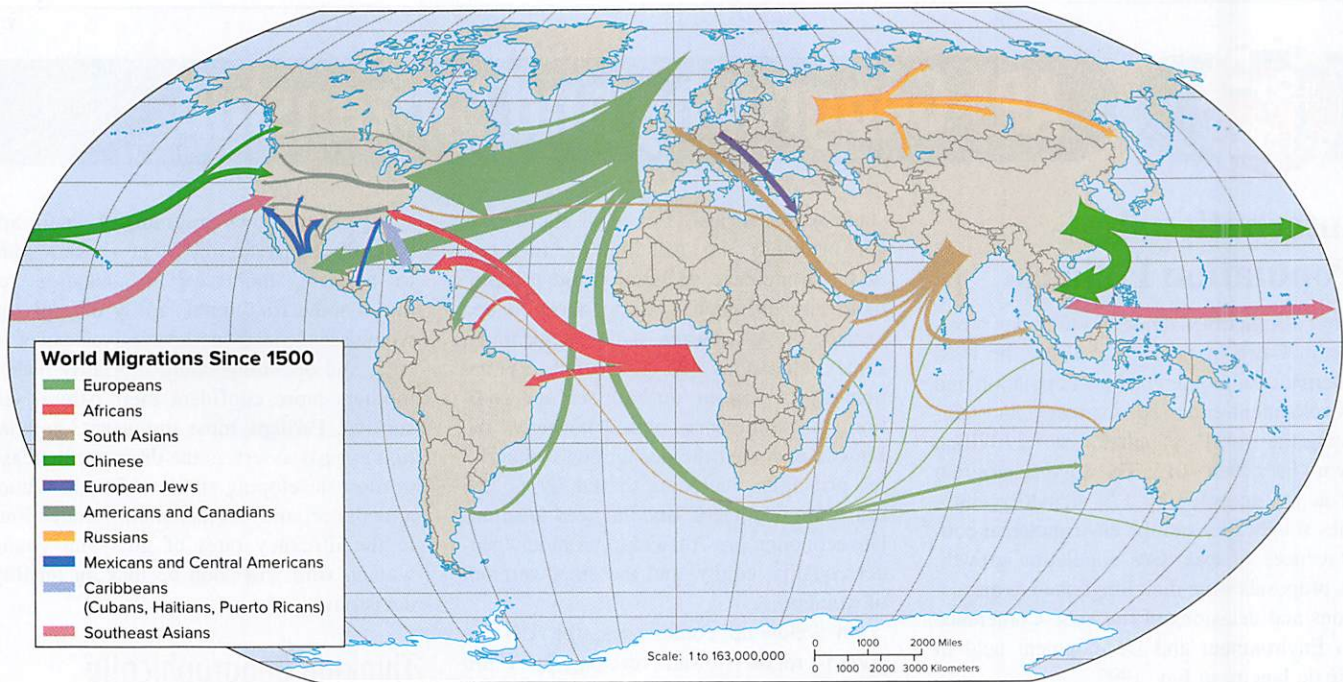 World Migrations Since 1500
Europeans
Africans
South Asians
Chinese
European Jews
Americans and Canadians
Russians
Mexicans and Central Americans
Caribbeans
(Cubans, Haitians, Puerto Ricans)
Southeast Asians
Scale: 1 to 163,000,000
0 1000 2000 Miles
0 1000 2000 3000 Kilometers